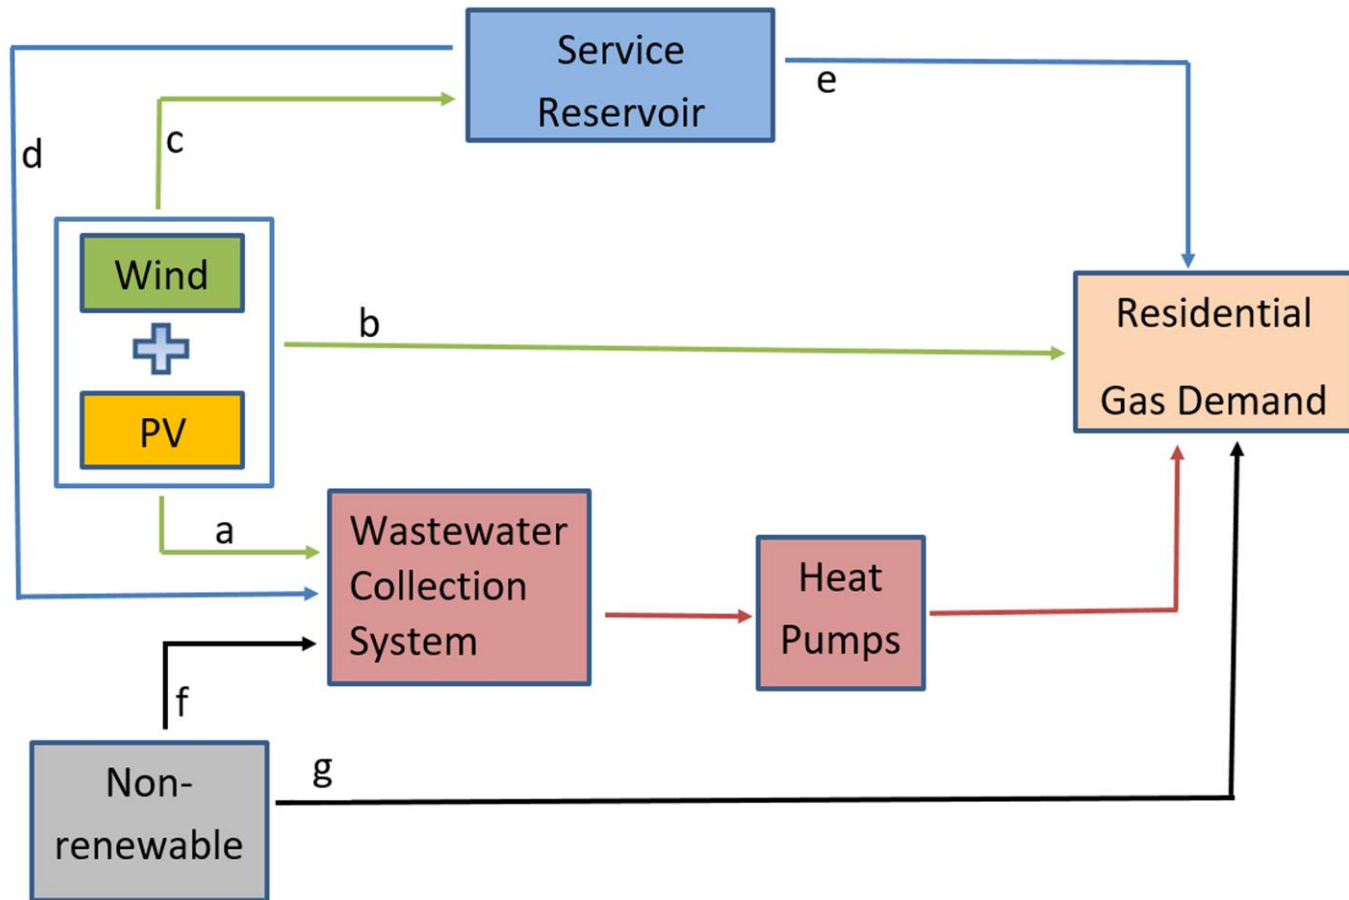 Service
Reservoir
e
d
c
Wind
b
PV
Residential
Gas Demand
a
Wastewater
Collection
System
Heat
Pumps
f
g
Non-
renewable